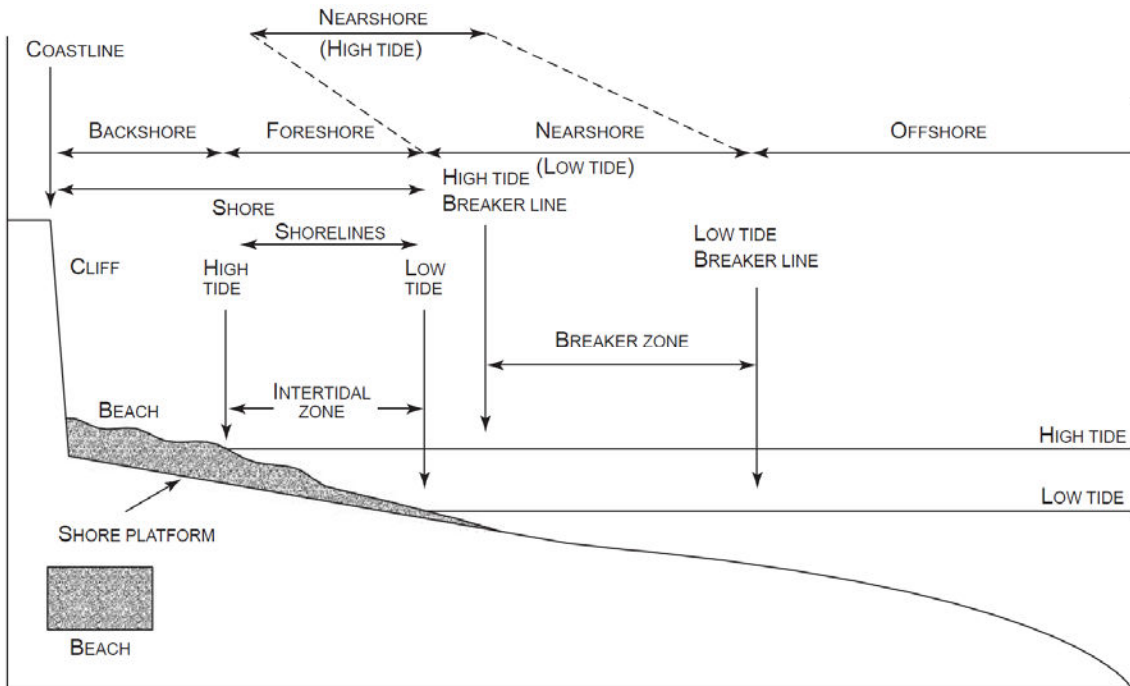 NEARSHORE
(HIGH TIDE)
COASTLINE
BACKSHORE
FORESHORE
NEARSHORE
OFFSHORE
(LOW TIDE)
HIGH TIDE
BREAKER LINE
SHORE
SHORELINES
LOW TIDE
BREAKER LINE
CLIFF
HIGH
TIDE
LOW
TIDE
BREAKER ZONE
INTERTIDAL
ZONE
BEACH
HIGH TIDE
LOW TIDE
SHORE PLATFORM
BEACH